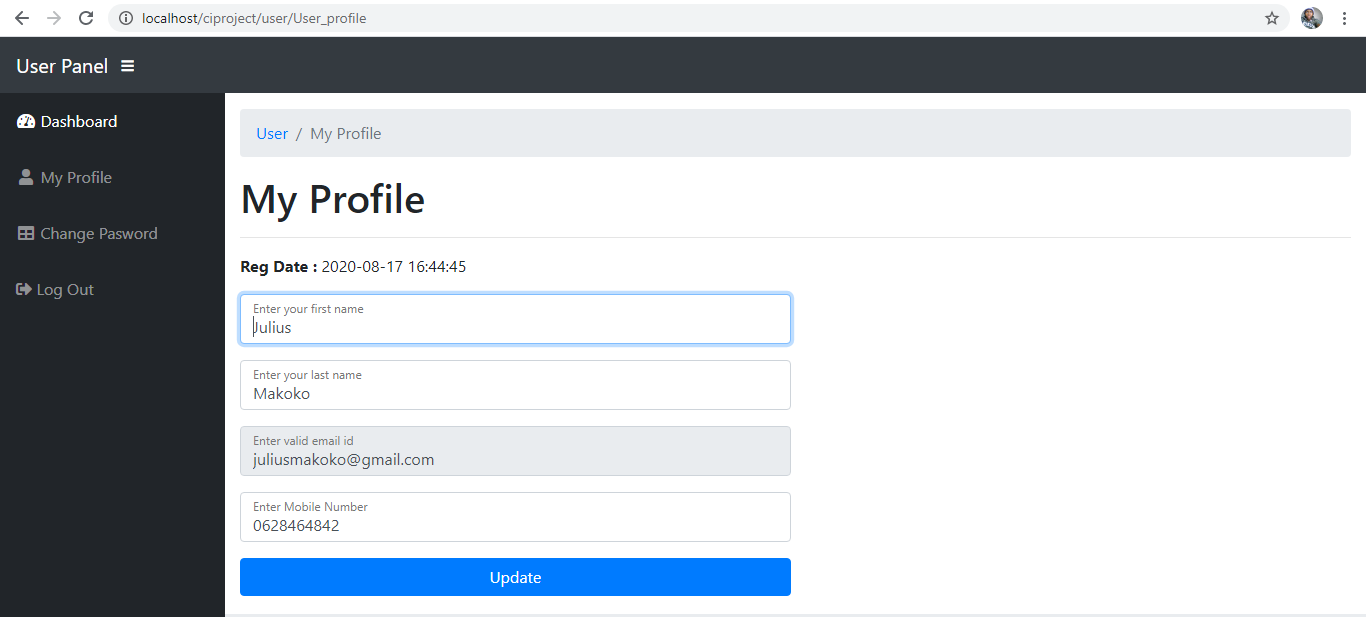 localhost/ciproject/user/User_profile
User Panel
Dashboard
My Profile
Change Pasword
Log Out
User / My Profile
My Profile
Reg Date : 2020-08-17 16:44:45
Enter your first name
Julius
Enter your last name
Makoko
Enter valid email id
juliusmakoko@gmail.com
Enter Mobile Number
0628464842
Update